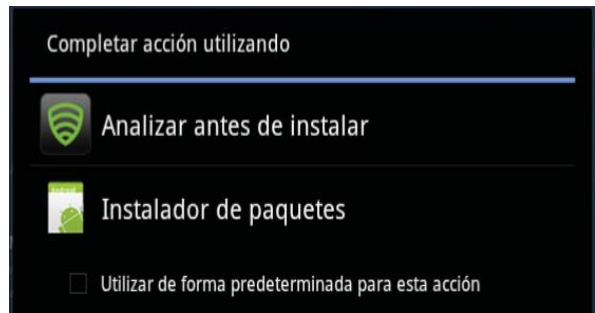 Completar acción utilizando
Analizar antes de instalar
Instalador de paquetes
Utilizar de forma predeterminada para esta acción